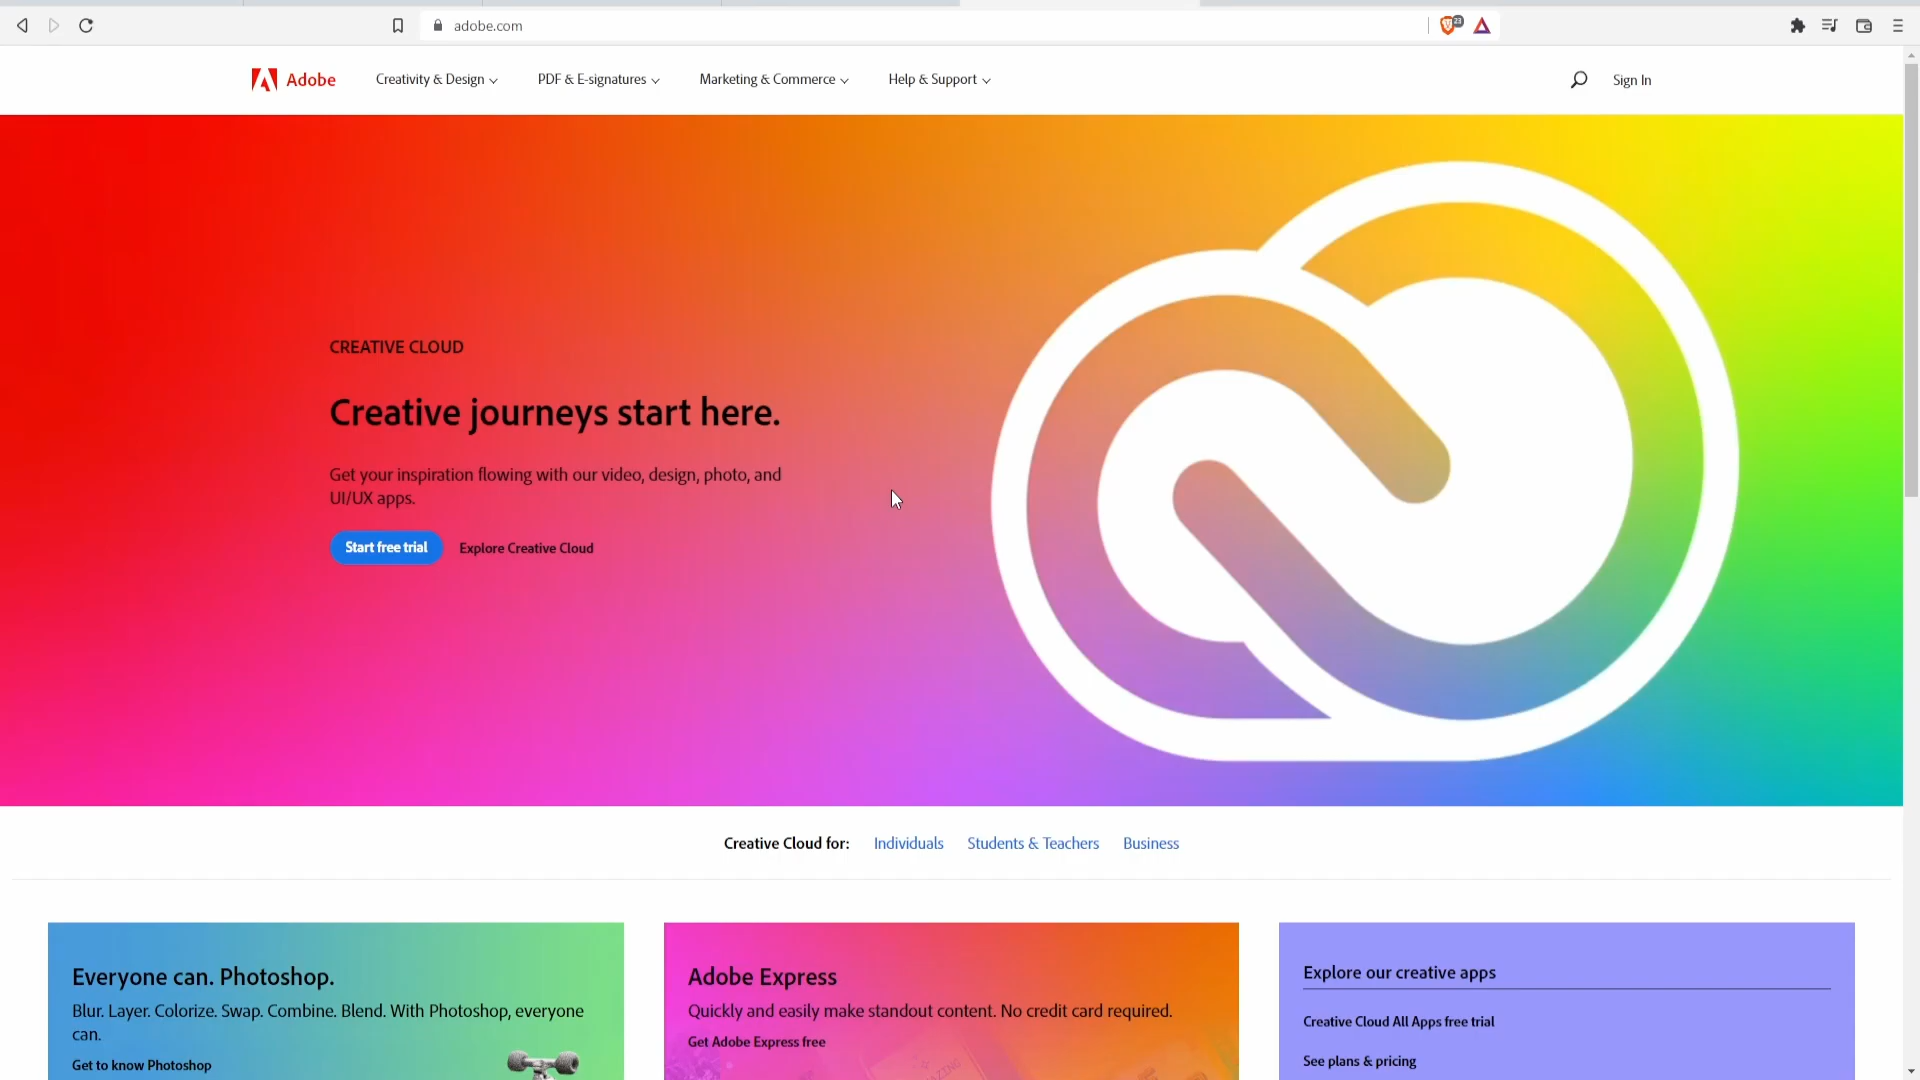 adobe.com
23
Adobe
Creativity & Design
PDF & E-signatures
Marketing & Commerce
Help & Support
Sign In
CREATIVE CLOUD
Creative journeys start here.
Get your inspiration flowing with our video, design, photo, and
UI/UX apps.
Start free trial
Explore Creative Cloud
Creative Cloud for:
Individuals
Students & Teachers
Business
Everyone can. Photoshop.
Blur. Layer. Colorize. Swap. Combine. Blend. With Photoshop, everyone
can.
Get to know Photoshop
Adobe Express
Quickly and easily make standout content. No credit card required.
Get Adobe Express free
Explore our creative apps
Creative Cloud All Apps free trial
See plans & pricing